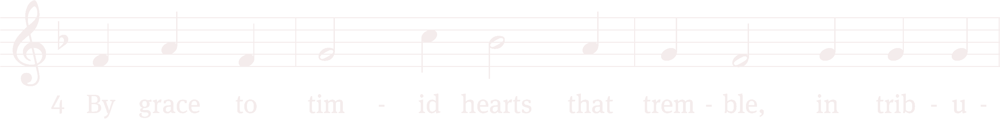 4 By grace to tim - id hearts that trem - ble, in trib - u -